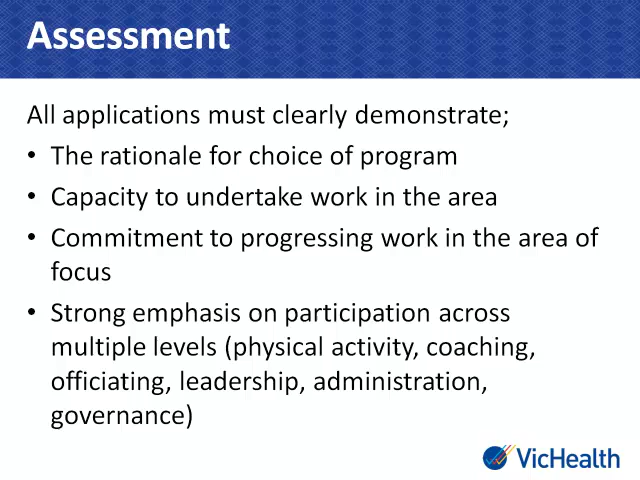 Assessment
All applications must clearly demonstrate;
• The rationale for choice of program
• Capacity to undertake work in the area
• Commitment to progressing work in the area of
focus
• Strong emphasis on participation across
multiple levels (physical activity, coaching,
officiating, leadership, administration,
governance)
VicHealth